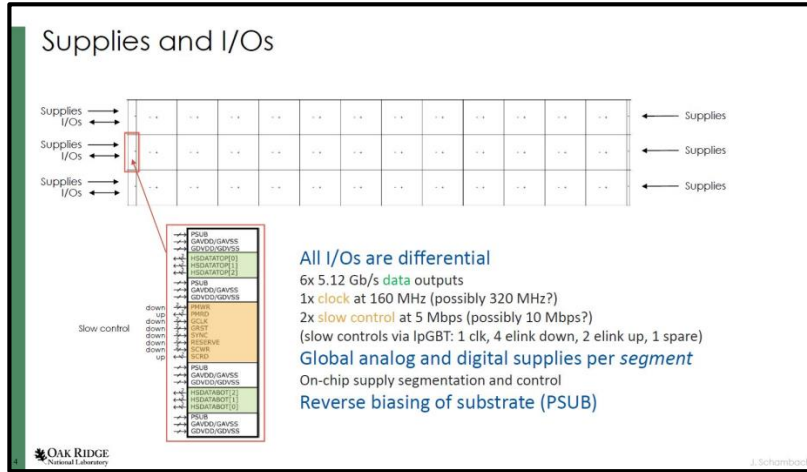 Supplies and I/Os
Supplies
I/Os
Supplies
Supplies
I/Os
Supplies
Supplies
I/Os
Supplies
PSUB
GAVDD/GAVSS
GDVDD/GDVSS
HSDATATOP[0]
HSDATATOP[1]
HSDATATOP[2]
PSUB
GAVDD/GAVSS
GDVDD/GDVSS
Slow control
down PMWR
up PMRD
down GCLK
down GRST
down SYNC
down RESERVE
down SCWR
up SCRD
PSUB
GAVDD/GAVSS
GDVDD/GDVSS
HSDATABOT[2]
HSDATABOT[1]
HSDATABOT[0]
PSUB
GAVDD/GAVSS
GDVDD/GDVSS
All I/Os are differential
6x 5.12 Gb/s data outputs
1x clock at 160 MHz (possibly 320 MHz?)
2x slow control at 5 Mbps (possibly 10 Mbps?)
(slow controls via lpGBT: 1 clk, 4 elink down, 2 elink up, 1 spare)
Global analog and digital supplies per segment
On-chip supply segmentation and control
Reverse biasing of substrate (PSUB)
4
OAK RIDGE
National Laboratory
J. Schambach